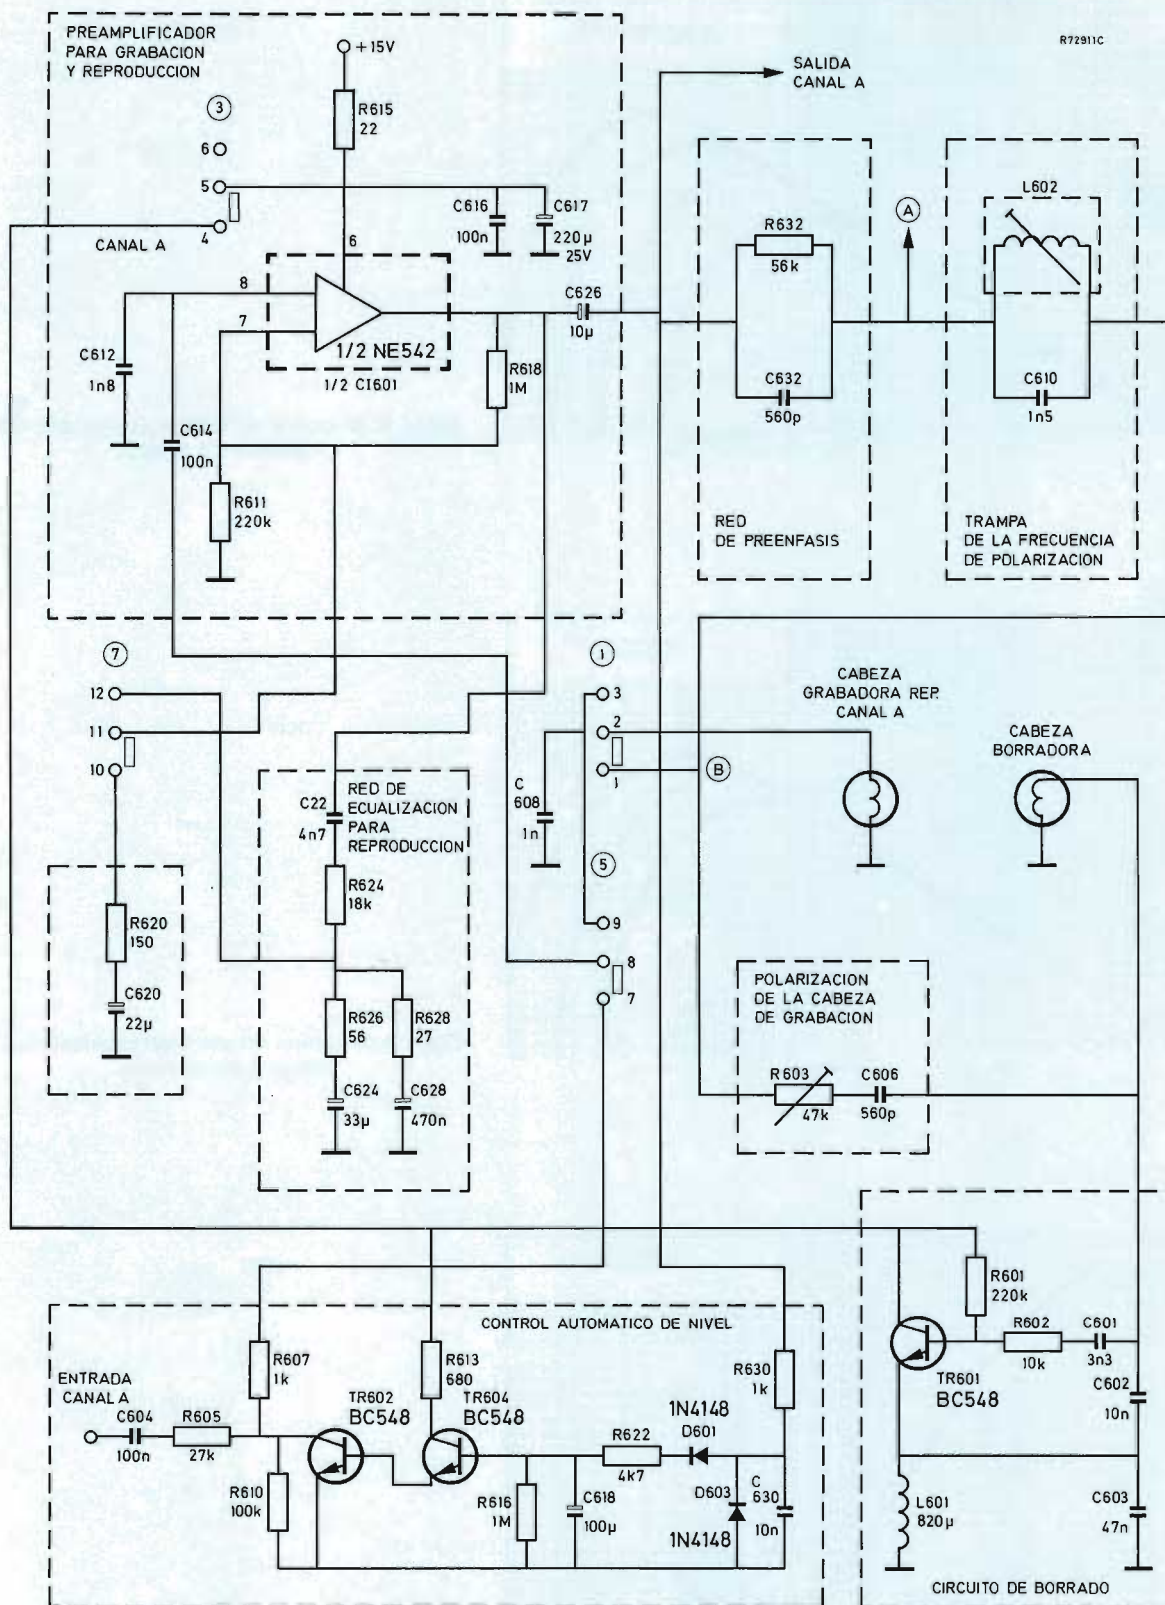 PREAMPLIFICADOR
PARA GRABACION
Y REPRODUCCION
+15V
R72911C
SALIDA
CANAL A
3
R615
22
6
5
4
CANAL A
C616
100n
C617
220µ
25V
6
8
7
1/2 NE542
1/2 CI601
C626
10µ
R618
1M
C612
1n8
C614
100n
R611
220k
R632
56k
C632
560p
RED
DE PREENFASIS
A
L602
C610
1n5
TRAMPA
DE LA FRECUENCIA
DE POLARIZACION
7
12
11
10
1
3
2
1
B
CABEZA
GRABADORA REP.
CANAL A
CABEZA
BORRADORA
RED DE
ECUALIZACION
PARA
REPRODUCCION
C22
4n7
C
608
1n
5
9
8
7
R624
18k
R620
150
C620
22µ
R626
56
R628
27
C624
33µ
C628
470n
POLARIZACION
DE LA CABEZA
DE GRABACION
R603
47k
C606
560p
CONTROL AUTOMATICO DE NIVEL
ENTRADA
CANAL A
C604
100n
R605
27k
R607
1k
R610
100k
TR602
BC548
R613
680
TR604
BC548
R616
1M
C618
100µ
R622
4k7
1N4148
D601
D603
1N4148
R630
1k
C
630
10n
R601
220k
R602
10k
C601
3n3
TR601
BC548
C602
10n
L601
820µ
C603
47n
CIRCUITO DE BORRADO